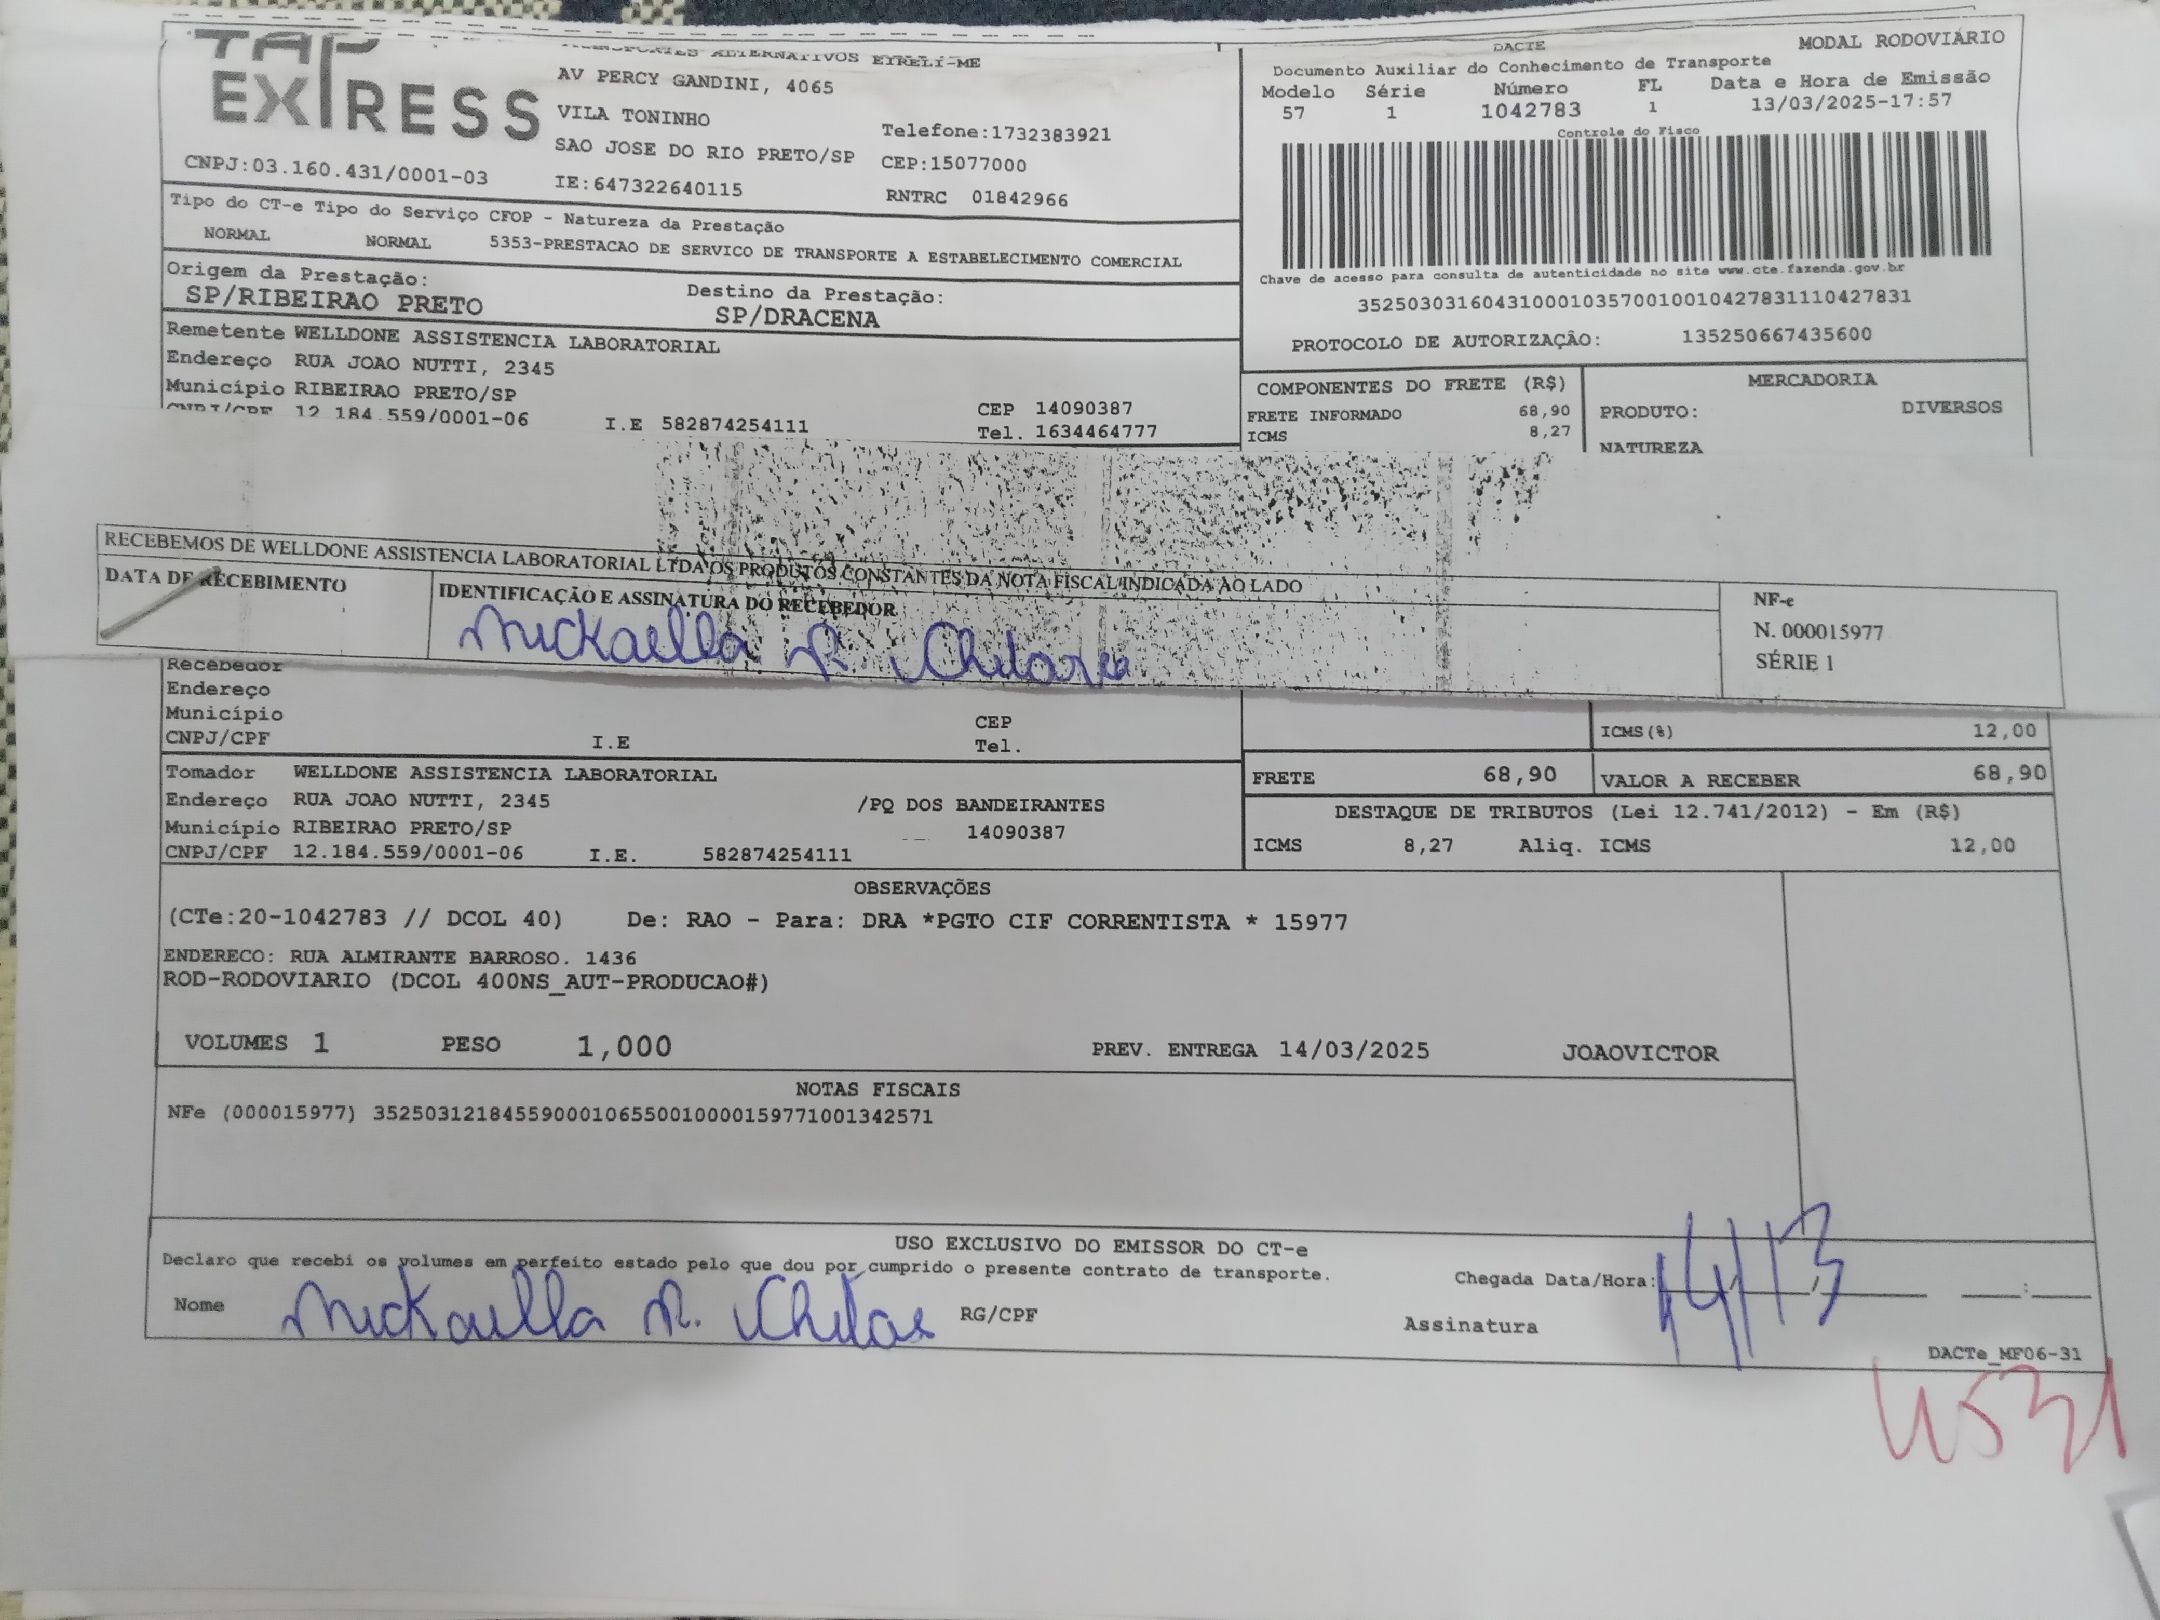 TAP
EXPRESS
TRANSPORTES ALTERNATIVOS EIRELI-ME
AV PERCY GANDINI, 4065
VILA TONINHO
Telefone:1732383921
SAO JOSE DO RIO PRETO/SP CEP:15077000
CNPJ:03.160.431/0001-03 IE:647322640115 RNTRC 01842966
DACTE MODAL RODOVIÁRIO
Documento Auxiliar do Conhecimento de Transporte
Modelo Série Número FL Data e Hora de Emissão
57 1 1042783 1 13/03/2025-17:57
Controle do Fisco
Chave de acesso para consulta de autenticidade no site www.cte.fazenda.gov.br
35250303160431000103570010010427831110427831
PROTOCOLO DE AUTORIZAÇÃO: 135250667435600
Tipo do CT-e Tipo do Serviço CFOP - Natureza da Prestação
NORMAL NORMAL 5353-PRESTACAO DE SERVICO DE TRANSPORTE A ESTABELECIMENTO COMERCIAL
Origem da Prestação: Destino da Prestação:
SP/RIBEIRAO PRETO SP/DRACENA
Remetente WELLDONE ASSISTENCIA LABORATORIAL
Endereço RUA JOAO NUTTI, 2345
Município RIBEIRAO PRETO/SP CEP 14090387
CNPJ/CPF 12.184.559/0001-06 I.E 582874254111 Tel. 1634464777
COMPONENTES DO FRETE (R$) MERCADORIA
FRETE INFORMADO 68,90 PRODUTO: DIVERSOS
ICMS 8,27 NATUREZA
RECEBEMOS DE WELLDONE ASSISTENCIA LABORATORIAL LTDA OS PRODUTOS CONSTANTES DA NOTA FISCAL INDICADA AO LADO
DATA DE RECEBIMENTO IDENTIFICAÇÃO E ASSINATURA DO RECEBEDOR
Mickaella R.
NF-e
N. 000015977
SÉRIE 1
Recebedor
Endereço
Município CEP
CNPJ/CPF I.E Tel.
ICMS(%) 12,00
Tomador WELLDONE ASSISTENCIA LABORATORIAL
Endereço RUA JOAO NUTTI, 2345 /PQ DOS BANDEIRANTES
Município RIBEIRAO PRETO/SP 14090387
CNPJ/CPF 12.184.559/0001-06 I.E. 582874254111
FRETE 68,90 VALOR A RECEBER 68,90
DESTAQUE DE TRIBUTOS (Lei 12.741/2012) - Em (R$)
ICMS 8,27 Aliq. ICMS 12,00
OBSERVAÇÕES
(CTe:20-1042783 // DCOL 40) De: RAO - Para: DRA *PGTO CIF CORRENTISTA * 15977
ENDERECO: RUA ALMIRANTE BARROSO. 1436
ROD-RODOVIARIO (DCOL 400NS_AUT-PRODUCAO#)
VOLUMES 1 PESO 1,000 PREV. ENTREGA 14/03/2025 JOAOVICTOR
NOTAS FISCAIS
NFe (000015977) 35250312184559000106550010000159771001342571
USO EXCLUSIVO DO EMISSOR DO CT-e
Declaro que recebi os volumes em perfeito estado pelo que dou por cumprido o presente contrato de transporte.
Chegada Data/Hora: 14/13
Nome Mickaella R. RG/CPF Assinatura
DACTe_MF06-31